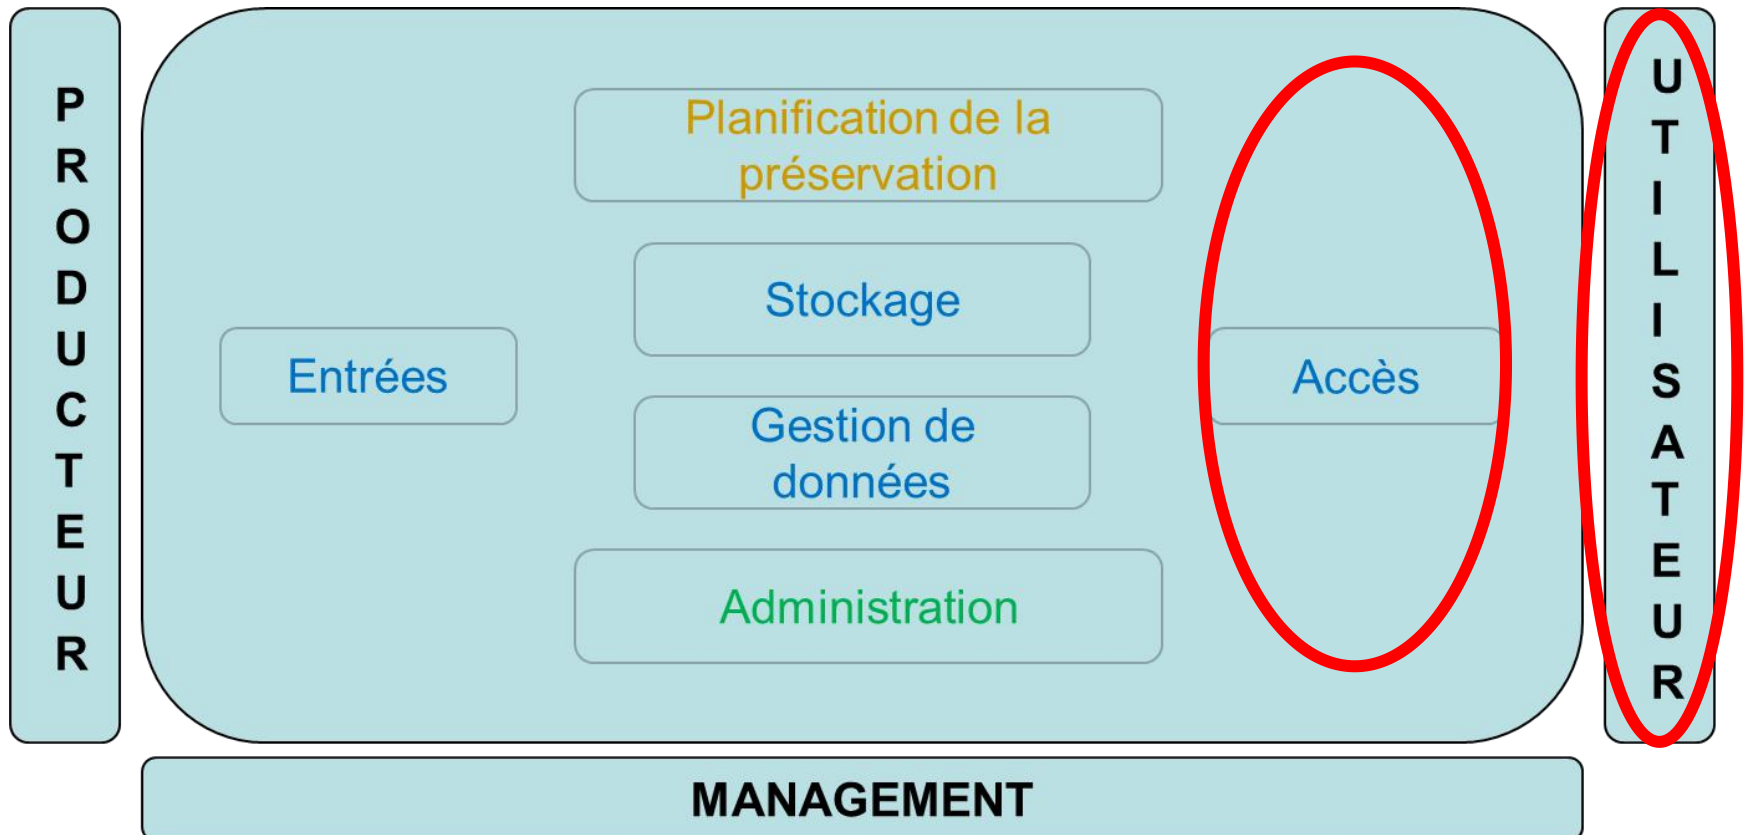 PRODUCTEUR
Planification de la
préservation
Stockage
Entrées
Gestion de
données
Administration
Accès
UTILISATEUR
MANAGEMENT